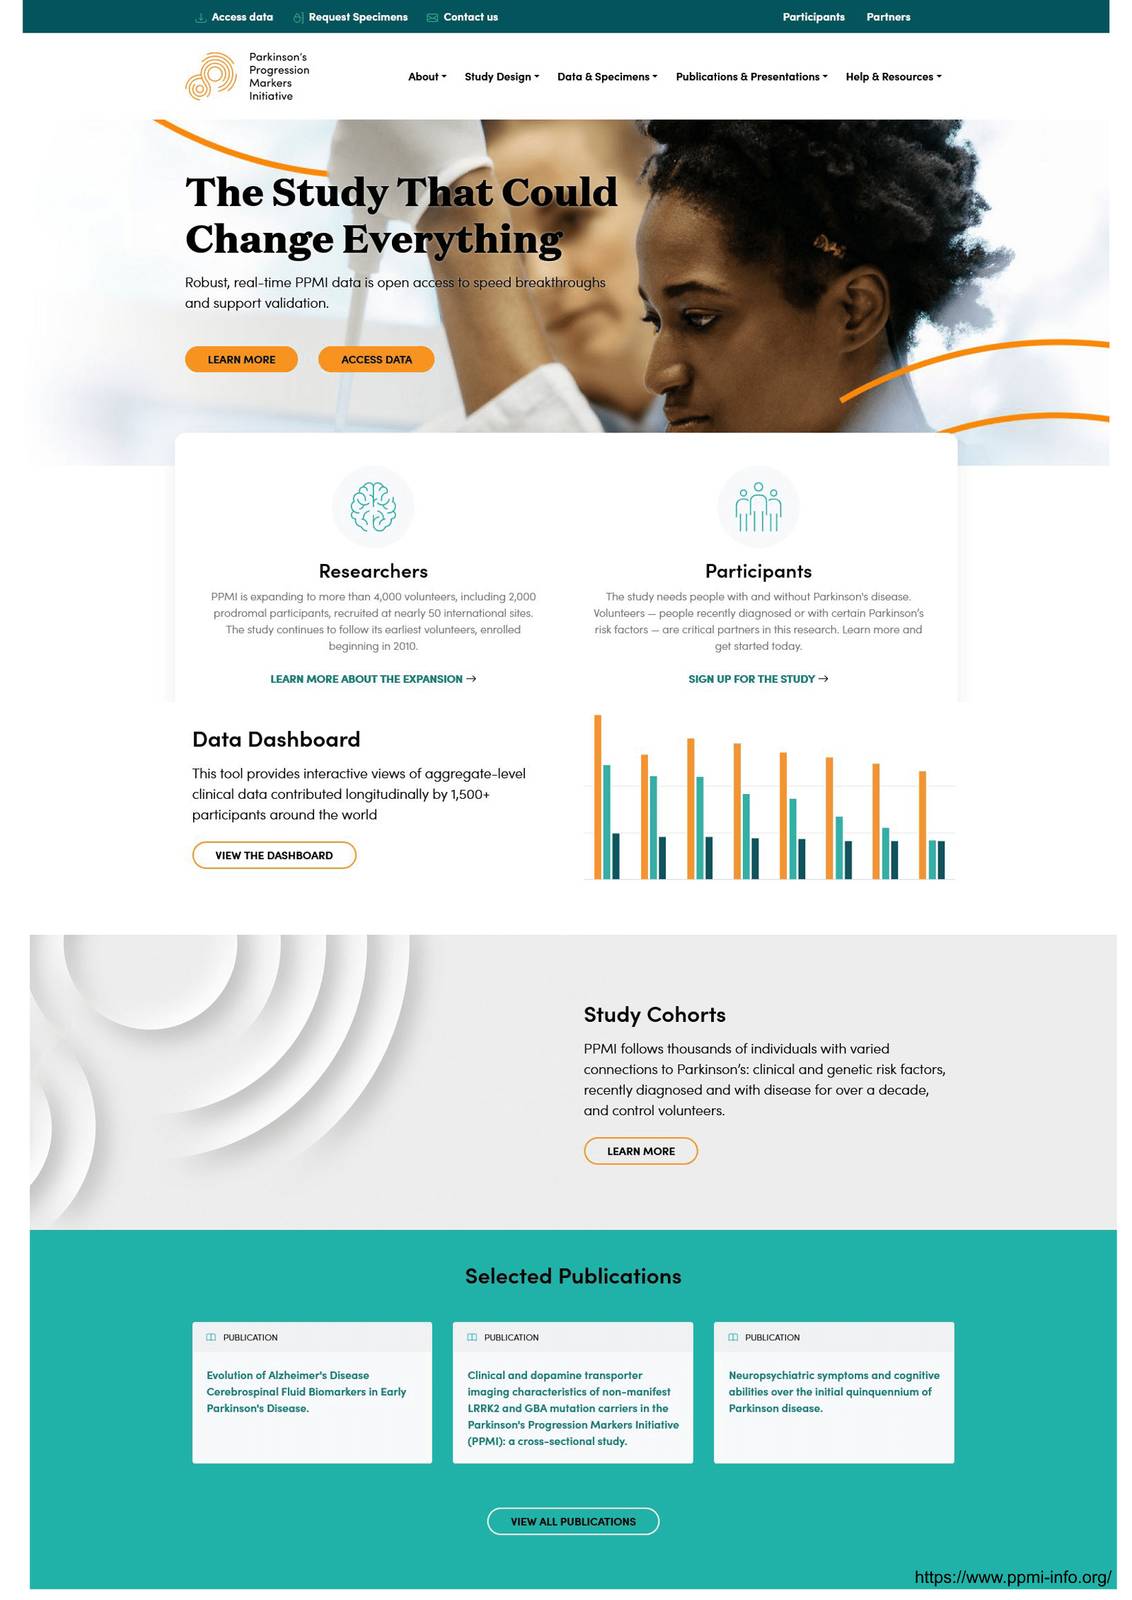 Access data Request Specimens Contact us Participants Partners
Parkinson's
Progression
Markers
Initiative
About Study Design Data & Specimens Publications & Presentations Help & Resources
The Study That Could
Change Everything
Robust, real-time PPMI data is open access to speed breakthroughs
and support validation.
LEARN MORE ACCESS DATA
Researchers
PPMI is expanding to more than 4,000 volunteers, including 2,000
prodromal participants, recruited at nearly 50 international sites.
The study continues to follow its earliest volunteers, enrolled
beginning in 2010.
LEARN MORE ABOUT THE EXPANSION →
Participants
The study needs people with and without Parkinson's disease.
Volunteers — people recently diagnosed or with certain Parkinson's
risk factors — are critical partners in this research. Learn more and
get started today.
SIGN UP FOR THE STUDY →
Data Dashboard
This tool provides interactive views of aggregate-level
clinical data contributed longitudinally by 1,500+
participants around the world
VIEW THE DASHBOARD
Study Cohorts
PPMI follows thousands of individuals with varied
connections to Parkinson's: clinical and genetic risk factors,
recently diagnosed and with disease for over a decade,
and control volunteers.
LEARN MORE
Selected Publications
PUBLICATION
Evolution of Alzheimer's Disease
Cerebrospinal Fluid Biomarkers in Early
Parkinson's Disease.
PUBLICATION
Clinical and dopamine transporter
imaging characteristics of non-manifest
LRRK2 and GBA mutation carriers in the
Parkinson's Progression Markers Initiative
(PPMI): a cross-sectional study.
PUBLICATION
Neuropsychiatric symptoms and cognitive
abilities over the initial quinquennium of
Parkinson disease.
VIEW ALL PUBLICATIONS
https://www.ppmi-info.org/